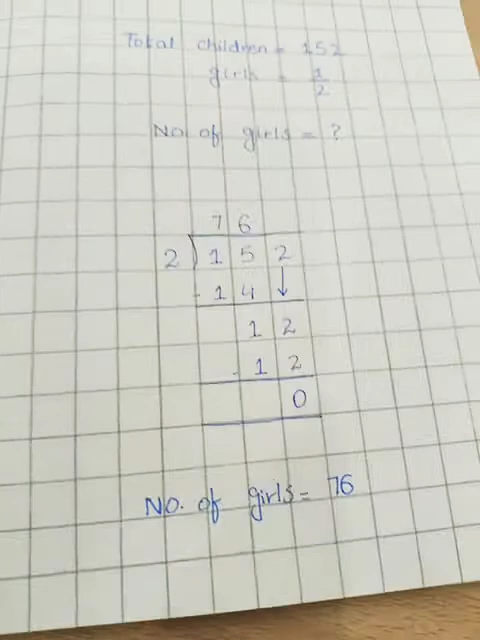 Total children = 152
girls = 1/2
No. of girls = ?
7 6
2 ) 1 5 2
- 1 4 ↓
1 2
- 1 2
0
No. of girls = 76